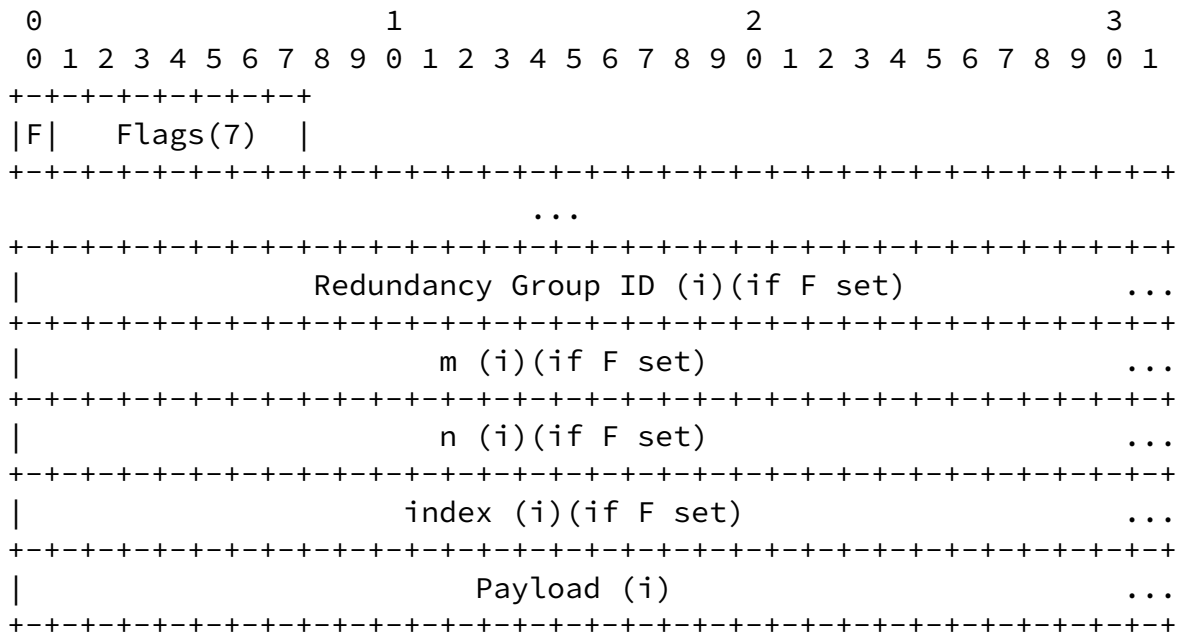 0                   1                   2                   3
 0 1 2 3 4 5 6 7 8 9 0 1 2 3 4 5 6 7 8 9 0 1 2 3 4 5 6 7 8 9 0 1
+-+-+-+-+-+-+-+-+
|F|   Flags(7)  |
+-+-+-+-+-+-+-+-+-+-+-+-+-+-+-+-+-+-+-+-+-+-+-+-+-+-+-+-+-+-+-+-+
                             ...
+-+-+-+-+-+-+-+-+-+-+-+-+-+-+-+-+-+-+-+-+-+-+-+-+-+-+-+-+-+-+-+-+
|                Redundancy Group ID (i)(if F set)            ...
+-+-+-+-+-+-+-+-+-+-+-+-+-+-+-+-+-+-+-+-+-+-+-+-+-+-+-+-+-+-+-+-+
|                       m (i)(if F set)                       ...
+-+-+-+-+-+-+-+-+-+-+-+-+-+-+-+-+-+-+-+-+-+-+-+-+-+-+-+-+-+-+-+-+
|                       n (i)(if F set)                       ...
+-+-+-+-+-+-+-+-+-+-+-+-+-+-+-+-+-+-+-+-+-+-+-+-+-+-+-+-+-+-+-+-+
|                     index (i)(if F set)                     ...
+-+-+-+-+-+-+-+-+-+-+-+-+-+-+-+-+-+-+-+-+-+-+-+-+-+-+-+-+-+-+-+-+
|                         Payload (i)                         ...
+-+-+-+-+-+-+-+-+-+-+-+-+-+-+-+-+-+-+-+-+-+-+-+-+-+-+-+-+-+-+-+-+